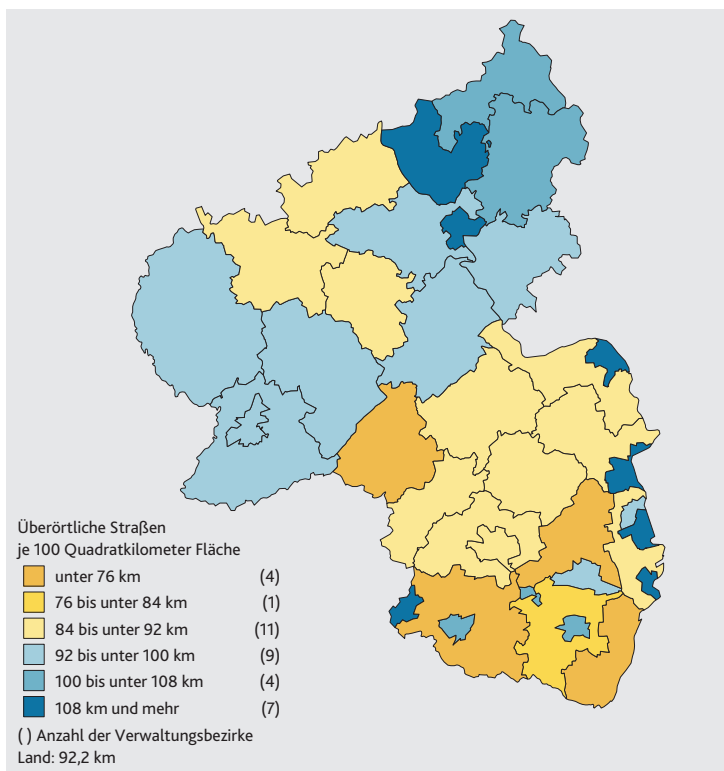 Überörtliche Straßen
je 100 Quadratkilometer Fläche
unter 76 km (4)
76 bis unter 84 km (1)
84 bis unter 92 km (11)
92 bis unter 100 km (9)
100 bis unter 108 km (4)
108 km und mehr (7)
( ) Anzahl der Verwaltungsbezirke
Land: 92,2 km